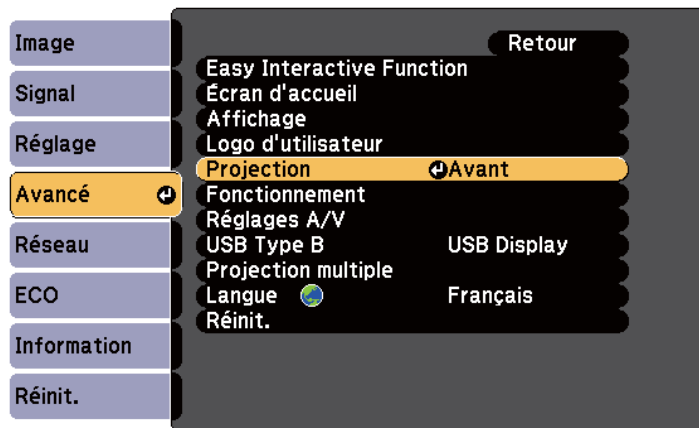 Image
Signal
Réglage
Avancé
Réseau
ECO
Information
Réinit.
Retour
Easy Interactive Function
Écran d'accueil
Affichage
Logo d'utilisateur
Projection Avant
Fonctionnement
Réglages A/V
USB Type B USB Display
Projection multiple
Langue Français
Réinit.